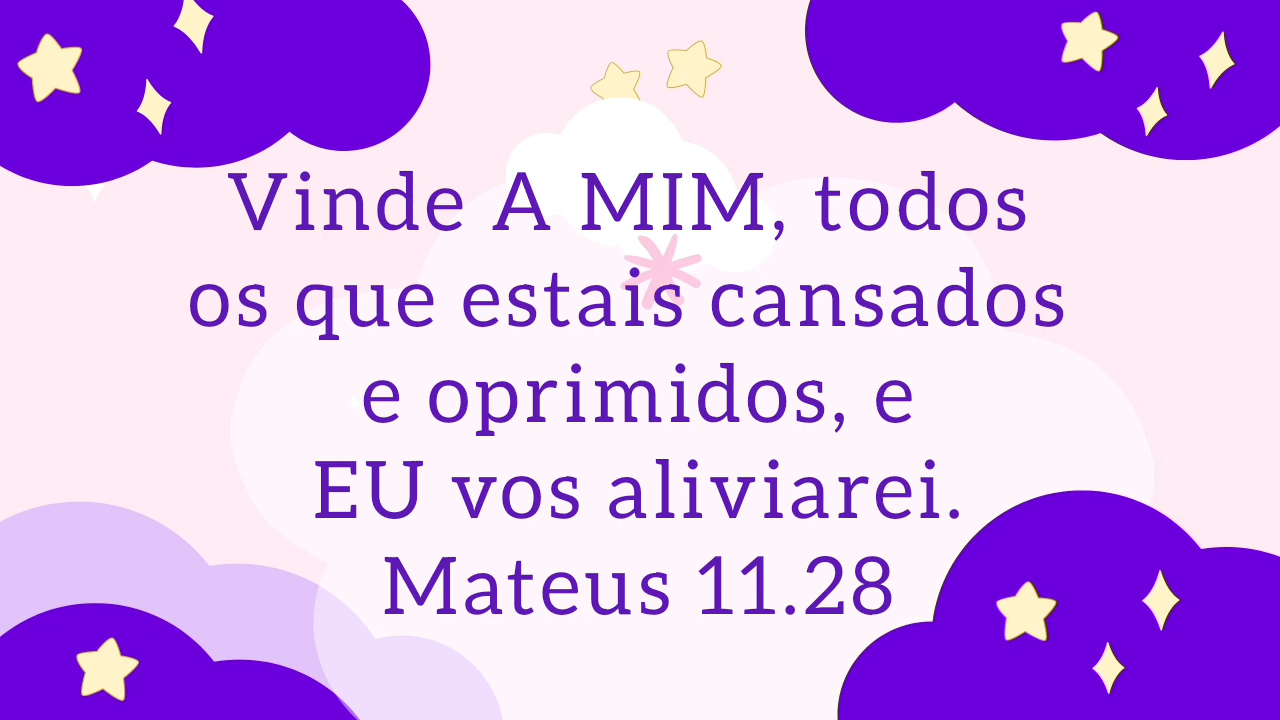 Vinde A MIM, todos
os que estais cansados
e oprimidos, e
EU vos aliviarei.
Mateus 11.28